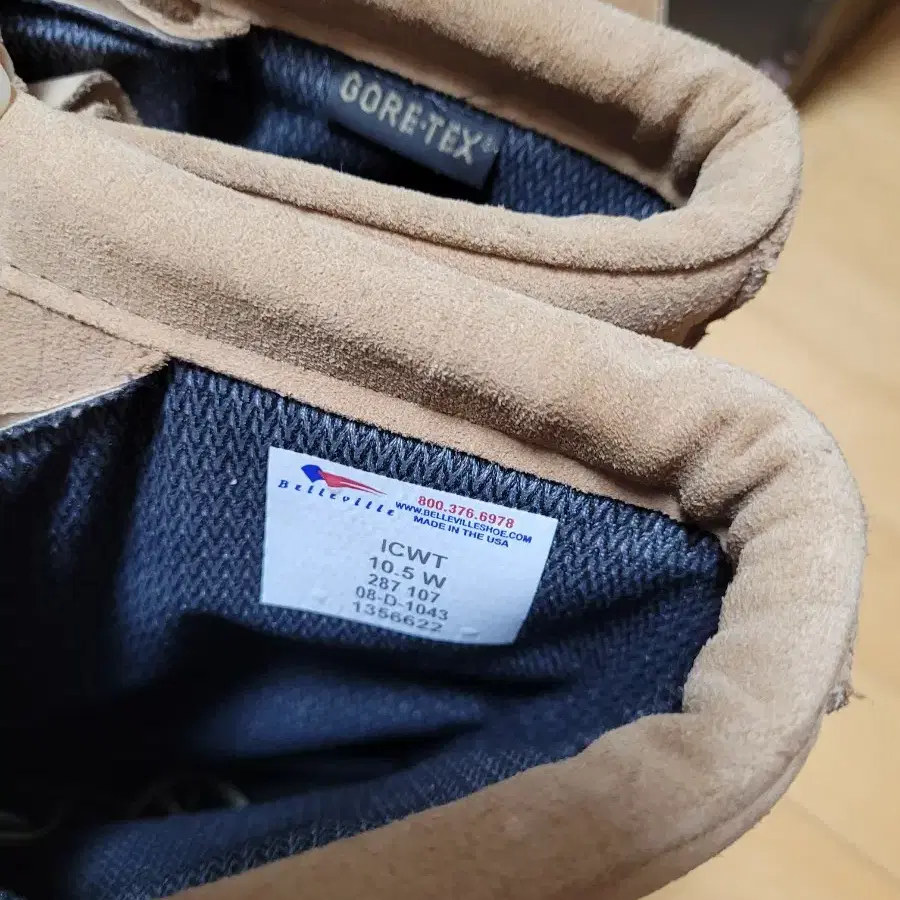 GORE-TEX®
Belleville
800.376.6978
WWW.BELLEVILLESHOE.COM
MADE IN THE USA
ICWT
10.5 W
287 107
08-D-1043
1356622